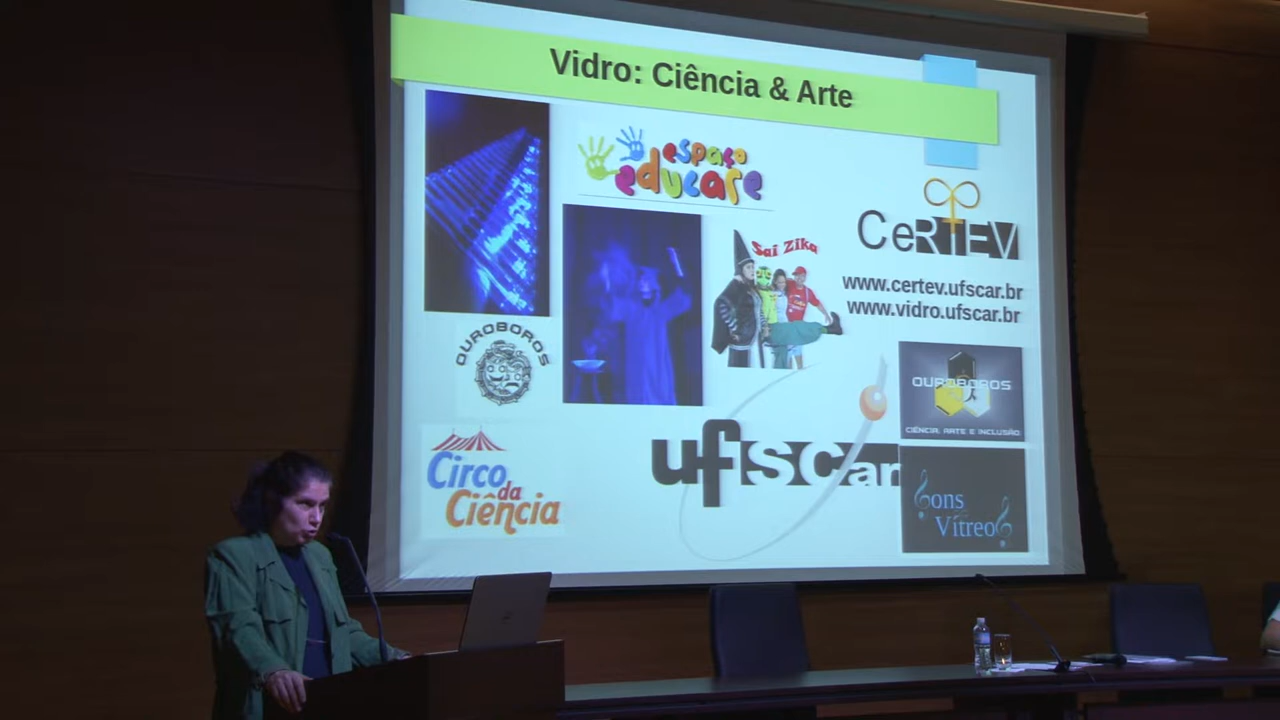 Vidro: Ciência & Arte
espaço
educare
CeRTEV
www.certev.ufscar.br
www.vidro.ufscar.br
Sai Zika
OUROBOROS
OUROBOROS
CIÊNCIA, ARTE E INCLUSÃO
Circo
da
Ciência
ufscar
Sons
Vítreos